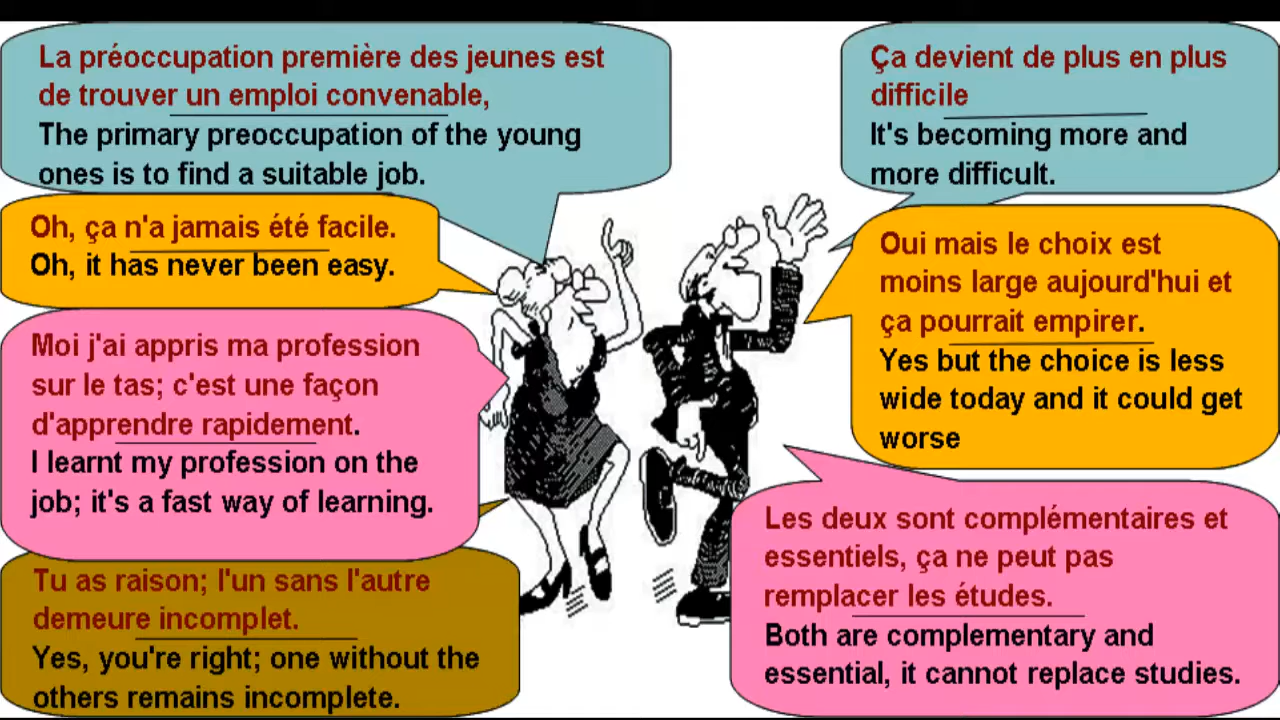 La préoccupation première des jeunes est
de trouver un emploi convenable,
The primary preoccupation of the young
ones is to find a suitable job.
Ça devient de plus en plus
difficile
It's becoming more and
more difficult.
Oh, ça n'a jamais été facile.
Oh, it has never been easy.
Oui mais le choix est
moins large aujourd'hui et
ça pourrait empirer.
Yes but the choice is less
wide today and it could get
worse
Moi j'ai appris ma profession
sur le tas; c'est une façon
d'apprendre rapidement.
I learnt my profession on the
job; it's a fast way of learning.
Les deux sont complémentaires et
essentiels, ça ne peut pas
remplacer les études.
Both are complementary and
essential, it cannot replace studies.
Tu as raison; l'un sans l'autre
demeure incomplet.
Yes, you're right; one without the
others remains incomplete.